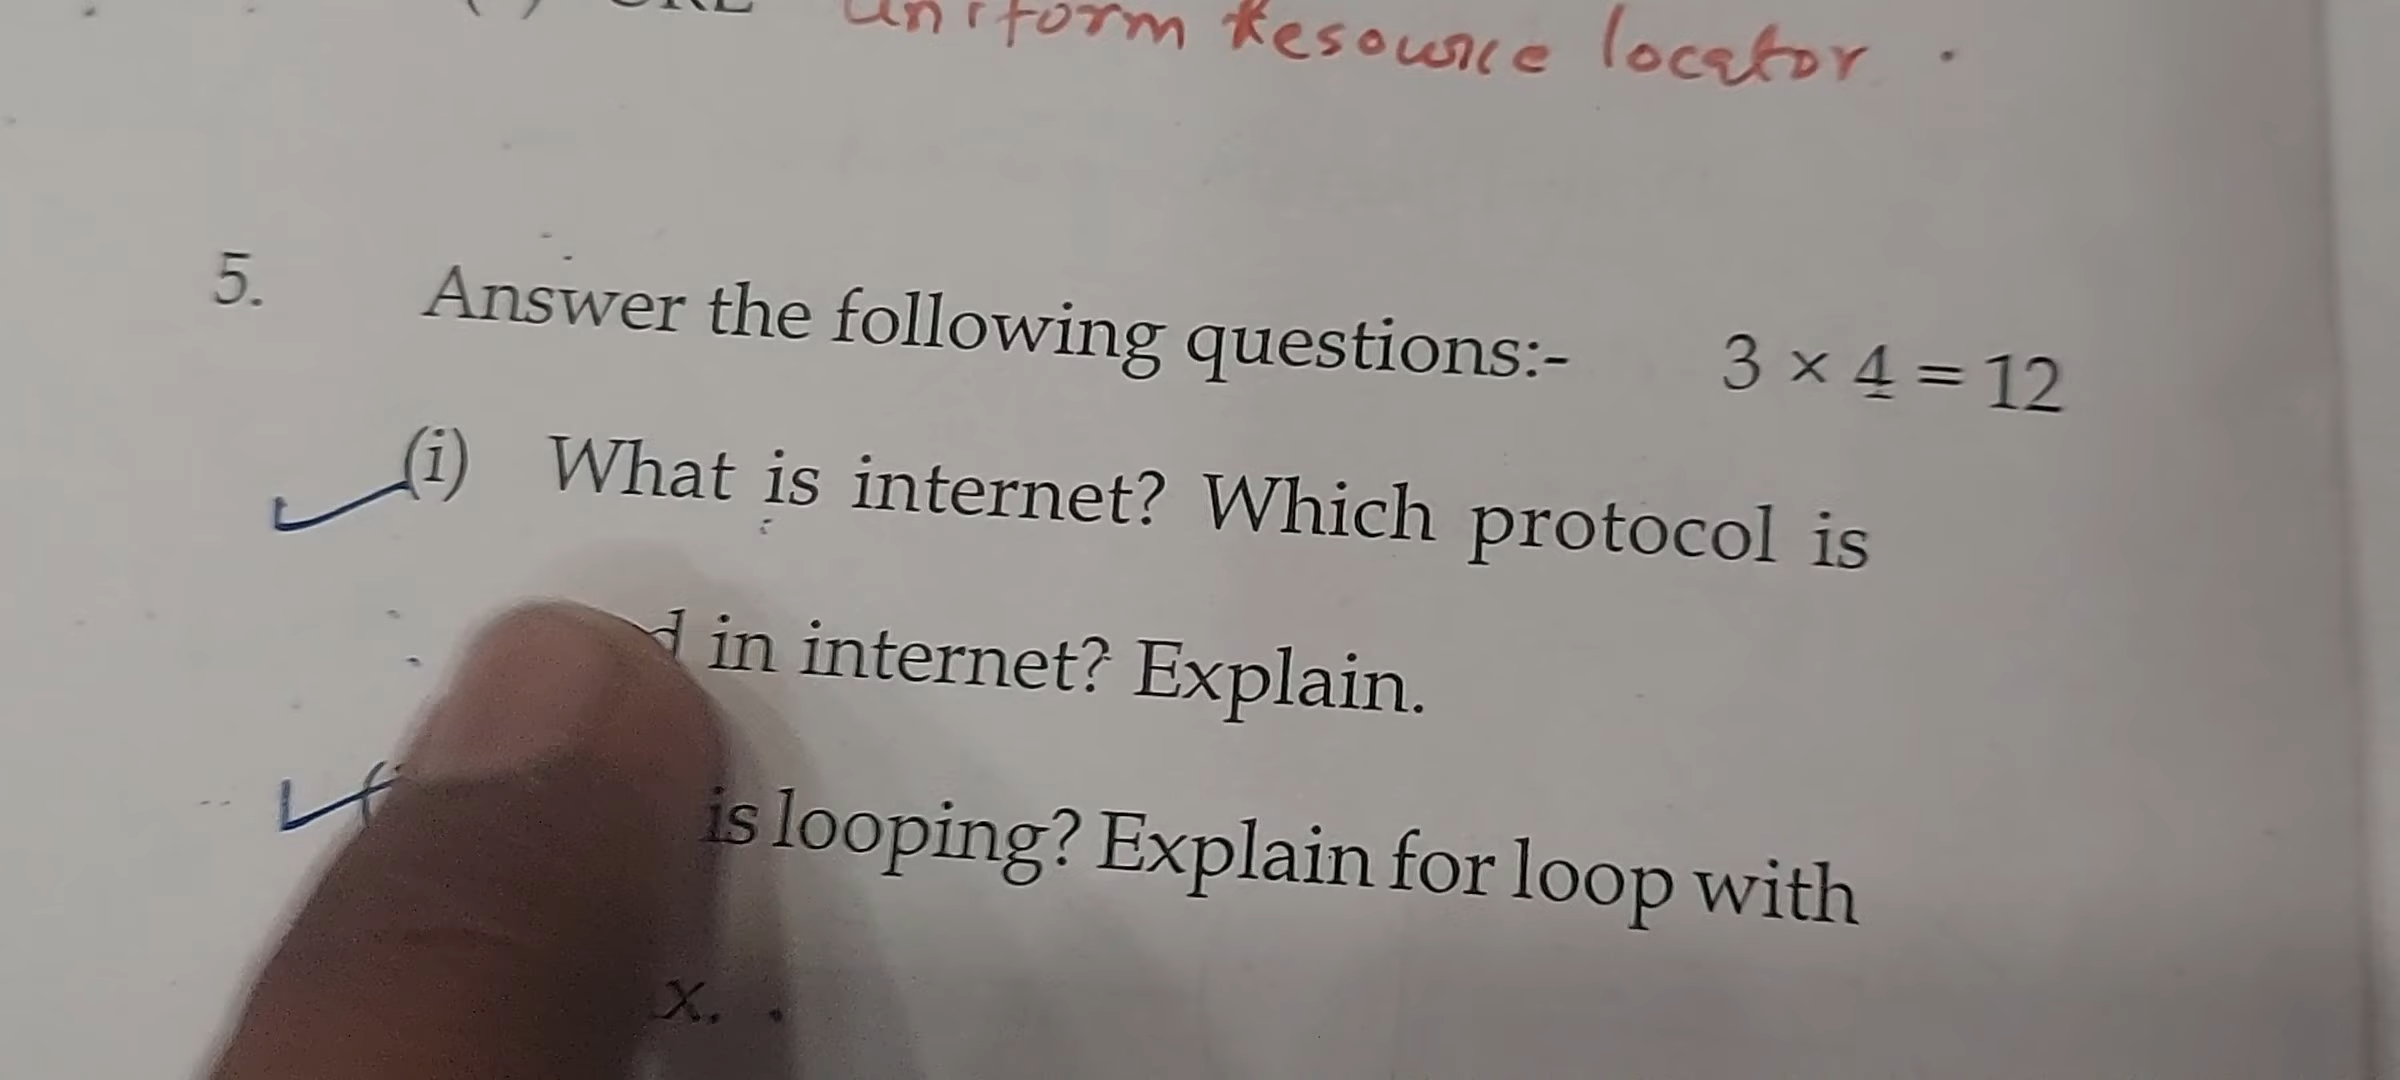 uniform Resource locator .
5. Answer the following questions:- 3 × 4 = 12
(i) What is internet? Which protocol is
in internet? Explain.
is looping? Explain for loop with